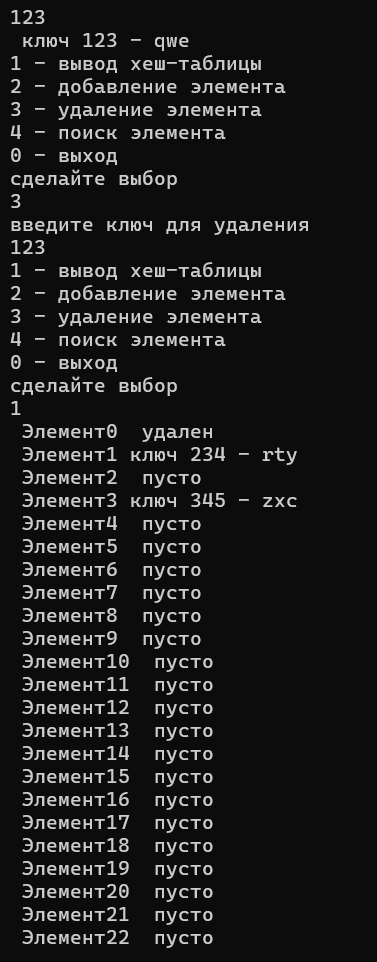 123
ключ 123 - qwe
1 - вывод хеш-таблицы
2 - добавление элемента
3 - удаление элемента
4 - поиск элемента
0 - выход
сделайте выбор
3
введите ключ для удаления
123
1 - вывод хеш-таблицы
2 - добавление элемента
3 - удаление элемента
4 - поиск элемента
0 - выход
сделайте выбор
1
Элемент0  удален
Элемент1 ключ 234 - rty
Элемент2  пусто
Элемент3 ключ 345 - zxc
Элемент4  пусто
Элемент5  пусто
Элемент6  пусто
Элемент7  пусто
Элемент8  пусто
Элемент9  пусто
Элемент10  пусто
Элемент11  пусто
Элемент12  пусто
Элемент13  пусто
Элемент14  пусто
Элемент15  пусто
Элемент16  пусто
Элемент17  пусто
Элемент18  пусто
Элемент19  пусто
Элемент20  пусто
Элемент21  пусто
Элемент22  пусто